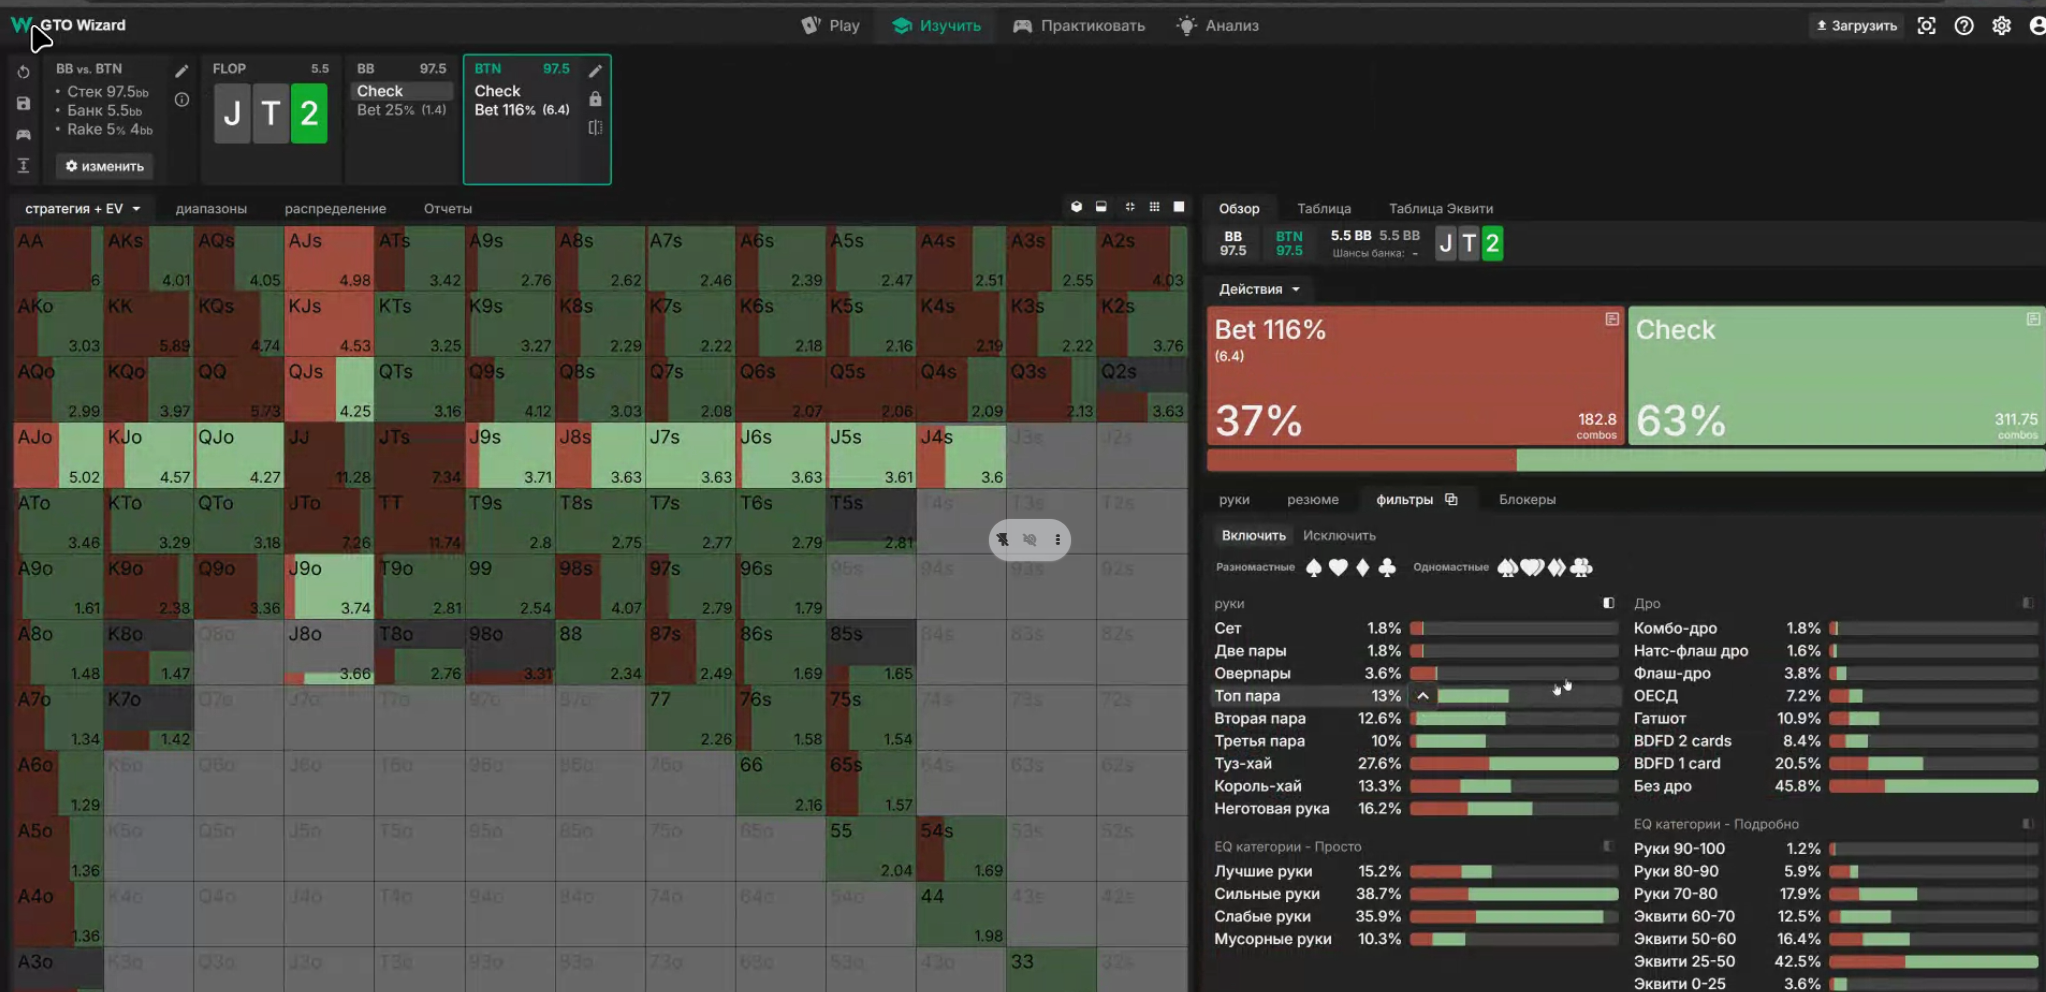 GTO Wizard
Play
Изучить
Практиковать
Анализ
Загрузить
BB vs. BTN
• Стек 97.5bb
• Банк 5.5bb
• Rake 5% 4bb
изменить
FLOP 5.5
J T 2
BB 97.5
Check
Bet 25% (1.4)
BTN 97.5
Check
Bet 116% (6.4)
стратегия + EV
диапазоны
распределение
Отчеты
AA AKs AQs AJs ATs A9s A8s A7s A6s A5s A4s A3s A2s
6 4.01 4.05 4.98 3.42 2.76 2.62 2.46 2.39 2.47 2.51 2.55 4.03
AKo KK KQs KJs KTs K9s K8s K7s K6s K5s K4s K3s K2s
3.03 5.89 4.74 4.53 3.25 3.27 2.29 2.22 2.18 2.16 2.19 2.22 3.76
AQo KQo QQ QJs QTs Q9s Q8s Q7s Q6s Q5s Q4s Q3s Q2s
2.99 3.97 5.73 4.25 3.16 4.12 3.03 2.08 2.07 2.06 2.09 2.13 3.63
AJo KJo QJo JJ JTs J9s J8s J7s J6s J5s J4s J3s J2s
5.02 4.57 4.27 11.28 7.34 3.71 3.63 3.63 3.63 3.61 3.6
ATo KTo QTo JTo TT T9s T8s T7s T6s T5s T4s T3s T2s
3.46 3.29 3.18 7.26 11.74 2.8 2.75 2.77 2.79 2.81
A9o K9o Q9o J9o T9o 99 98s 97s 96s 95s 94s 93s 92s
1.61 2.38 3.36 3.74 2.81 2.54 4.07 2.79 1.79
A8o K8o Q8o J8o T8o 98o 88 87s 86s 85s 84s 83s 82s
1.48 1.47 3.66 2.76 3.31 2.34 2.49 1.69 1.65
A7o K7o Q7o J7o T7o 97o 87o 77 76s 75s 74s 73s 72s
1.34 1.42 2.26 1.58 1.54
A6o K6o Q6o J6o T6o 96o 86o 76o 66 65s 64s 63s 62s
1.29 2.16 1.57
A5o K5o Q5o J5o T5o 95o 85o 75o 65o 55 54s 53s 52s
1.36 2.04 1.69
A4o K4o Q4o J4o T4o 94o 84o 74o 64o 54o 44 43s 42s
1.36 1.98
A3o K3o Q3o J3o T3o 93o 83o 73o 63o 53o 43o 33 32s
Обзор
Таблица
Таблица Эквити
BB BTN 5.5 BB 5.5 BB
97.5 97.5 Шансы банка: -
J T 2
Действия
Bet 116%
(6.4)
37%
182.8
combos
Check
63%
311.75
combos
руки
резюме
фильтры
Блокеры
Включить
Исключить
Разномастные
Одномастные
руки
Сет 1.8%
Две пары 1.8%
Оверпары 3.6%
Топ пара 13%
Вторая пара 12.6%
Третья пара 10%
Туз-хай 27.6%
Король-хай 13.3%
Неготовая рука 16.2%
EQ категории - Просто
Лучшие руки 15.2%
Сильные руки 38.7%
Слабые руки 35.9%
Мусорные руки 10.3%
Дро
Комбо-дро 1.8%
Натс-флаш дро 1.6%
Флаш-дро 3.8%
ОЕСД 7.2%
Гатшот 10.9%
BDFD 2 cards 8.4%
BDFD 1 card 20.5%
Без дро 45.8%
EQ категории - Подробно
Руки 90-100 1.2%
Руки 80-90 5.9%
Руки 70-80 17.9%
Эквити 60-70 12.5%
Эквити 50-60 16.4%
Эквити 25-50 42.5%
Эквити 0-25 3.6%